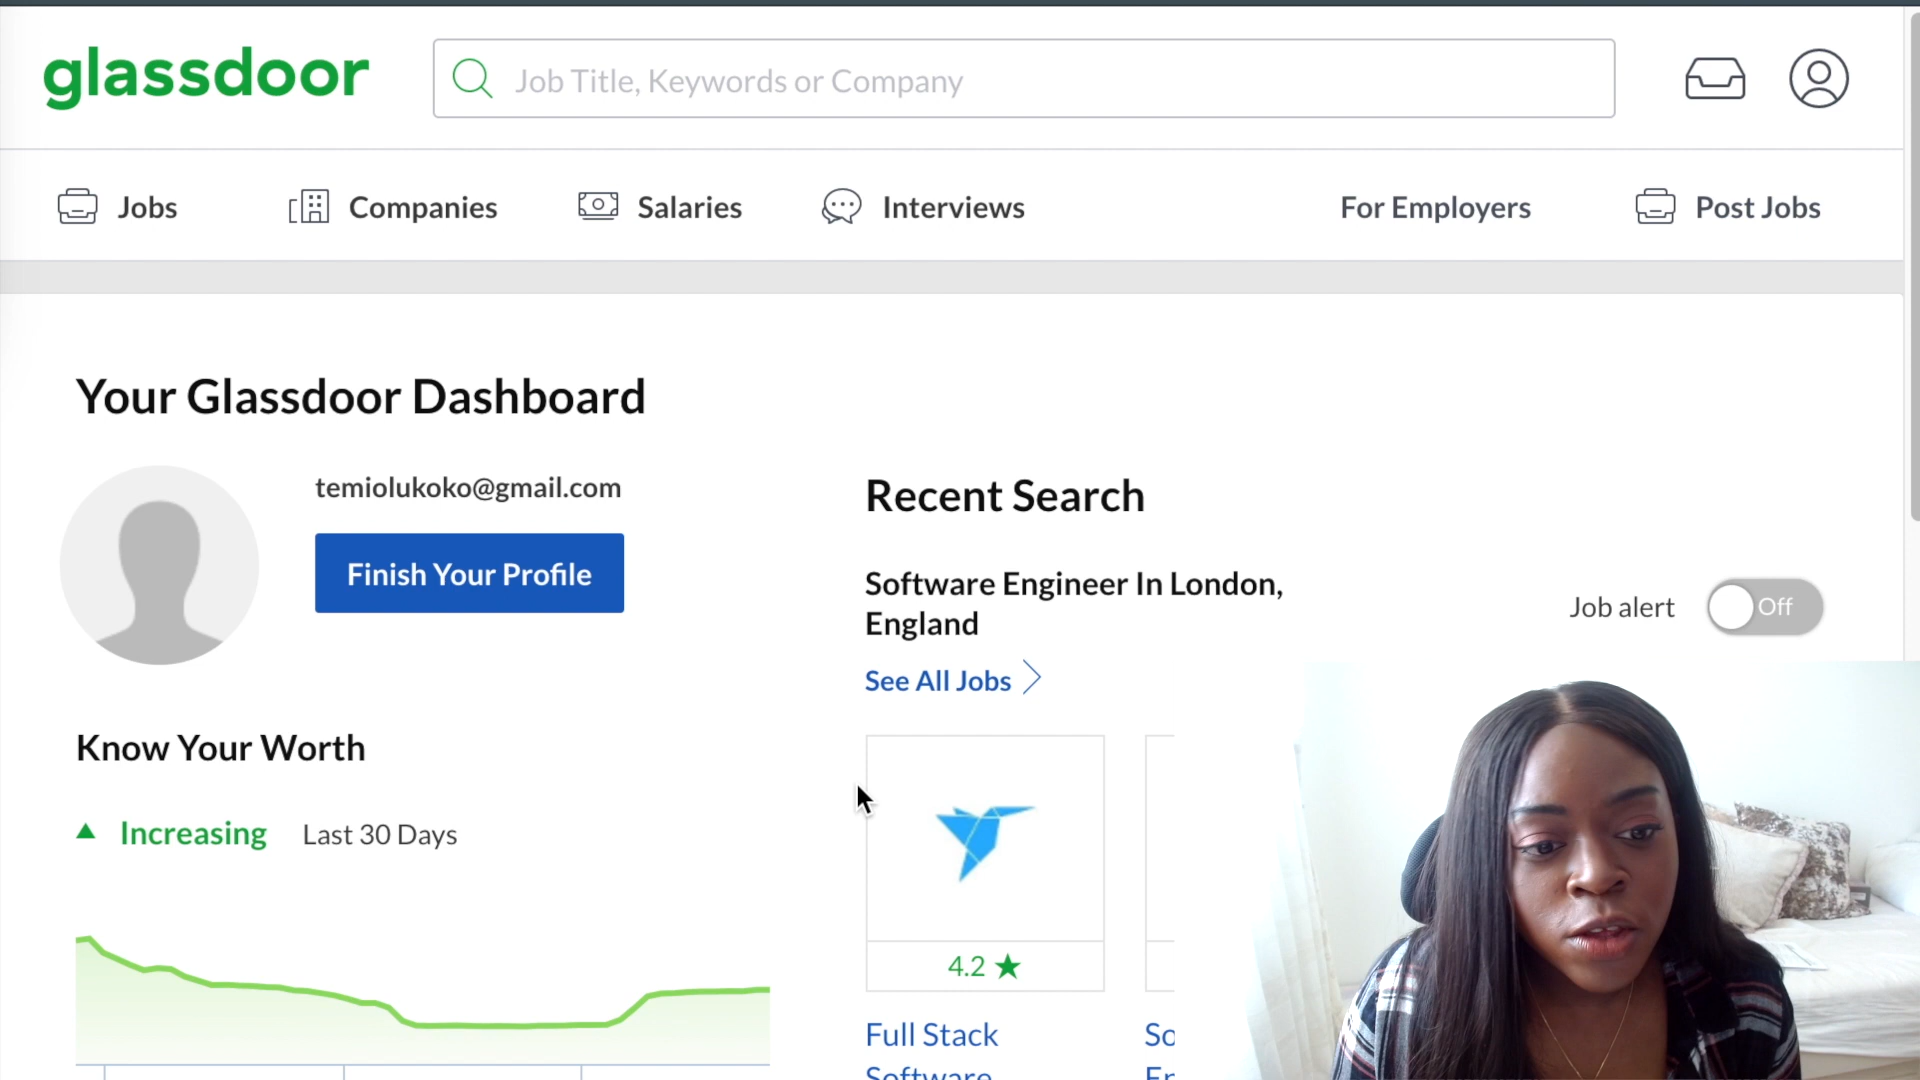 glassdoor
Job Title, Keywords or Company
Jobs
Companies
Salaries
Interviews
For Employers
Post Jobs
Your Glassdoor Dashboard
temiolukoko@gmail.com
Finish Your Profile
Know Your Worth
Increasing
Last 30 Days
Recent Search
Software Engineer In London,
England
Job alert
Off
See All Jobs
4.2
Full Stack
Software
So